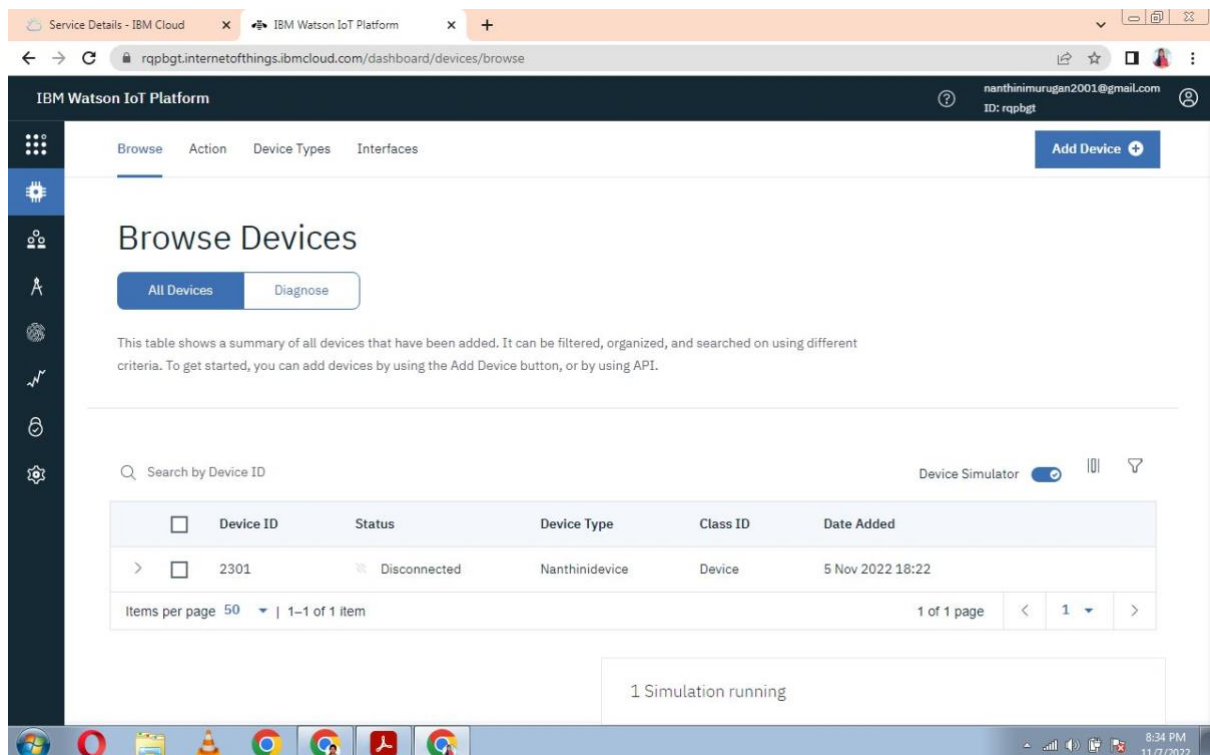 Service Details - IBM Cloud
IBM Watson IoT Platform
rqpbgt.internetofthings.ibmcloud.com/dashboard/devices/browse
IBM Watson IoT Platform
nanthinimurugan2001@gmail.com
ID: rqpbgt
Browse Action Device Types Interfaces
Add Device
Browse Devices
All Devices Diagnose
This table shows a summary of all devices that have been added. It can be filtered, organized, and searched on using different
criteria. To get started, you can add devices by using the Add Device button, or by using API.
Search by Device ID
Device Simulator
Device ID Status Device Type Class ID Date Added
2301 Disconnected Nanthinidevice Device 5 Nov 2022 18:22
Items per page 50 | 1–1 of 1 item
1 of 1 page 1
1 Simulation running
8:34 PM
11/7/2022